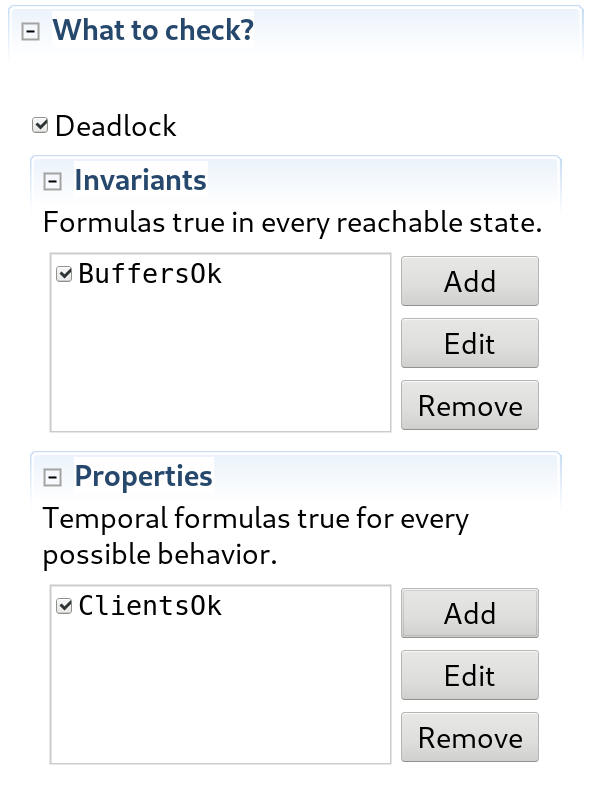 What to check?
Deadlock
Invariants
Formulas true in every reachable state.
BuffersOk
Add
Edit
Remove
Properties
Temporal formulas true for every
possible behavior.
ClientsOk
Add
Edit
Remove